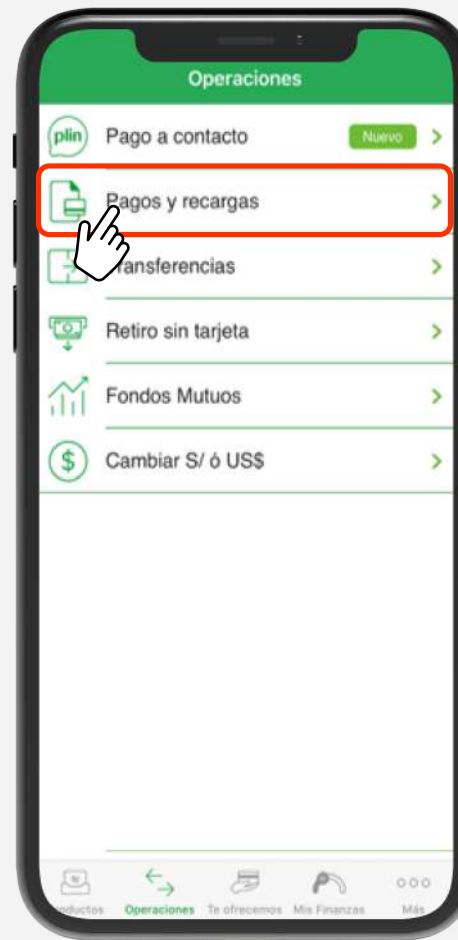 Operaciones
plin Pago a contacto Nuevo
Pagos y recargas
Transferencias
Retiro sin tarjeta
Fondos Mutuos
$ Cambiar S/ ó US$
Operaciones Te ofrecemos Mis Finanzas Más